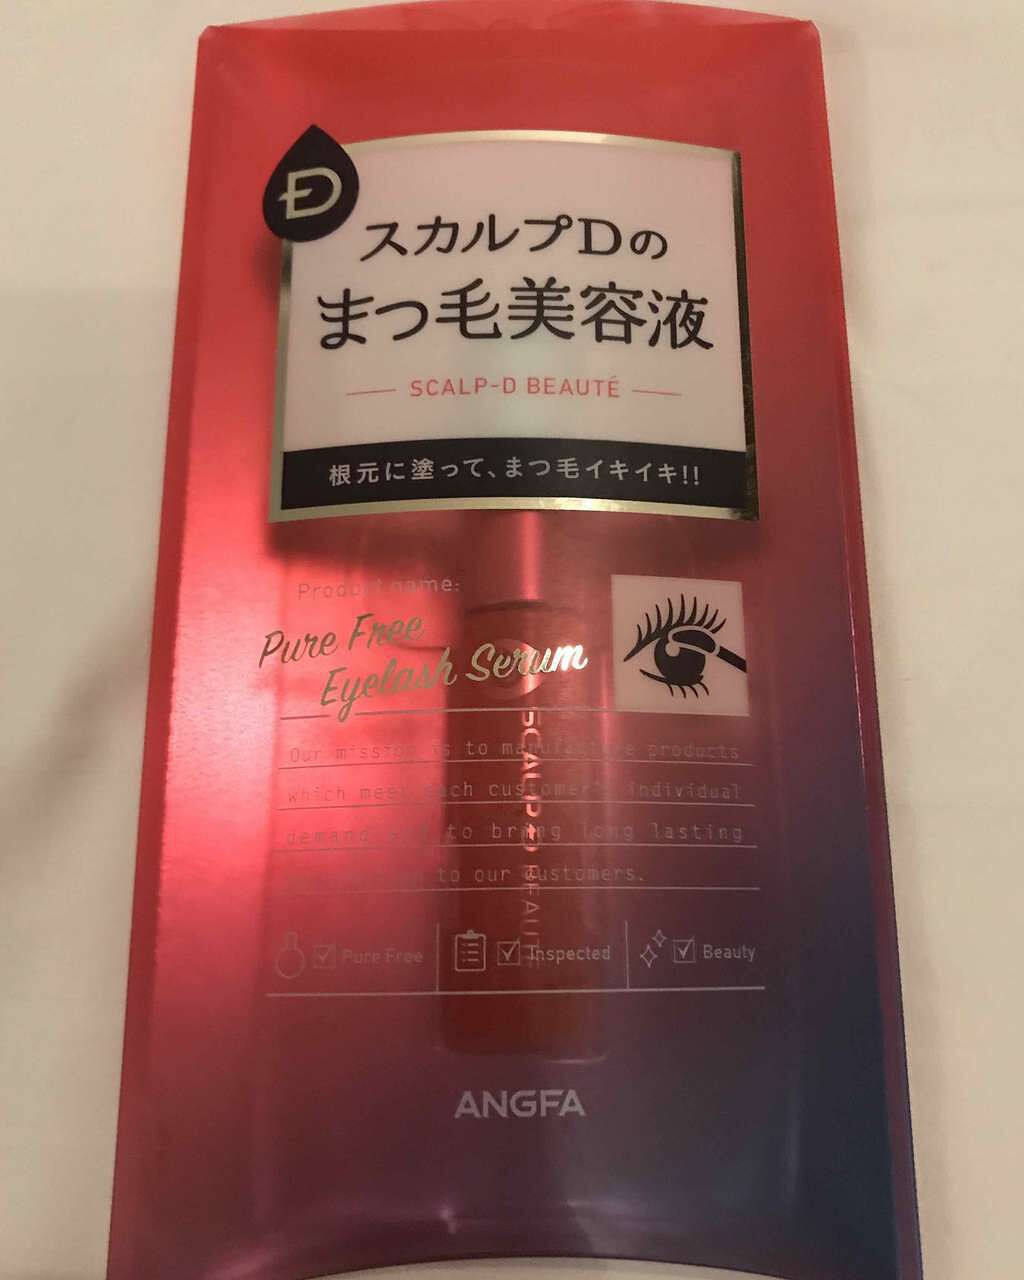 D
スカルプDの
まつ毛美容液
SCALP-D BEAUTÉ
根元に塗って、まつ毛イキイキ!!
Product name:
Pure Free
Eyelash Serum
Our mission is to manufacture products
which meet each customer's individual
demand and to bring long lasting
to our customers.
SCALP-D BEAUTÉ
Pure Free
Inspected
Beauty
ANGFA